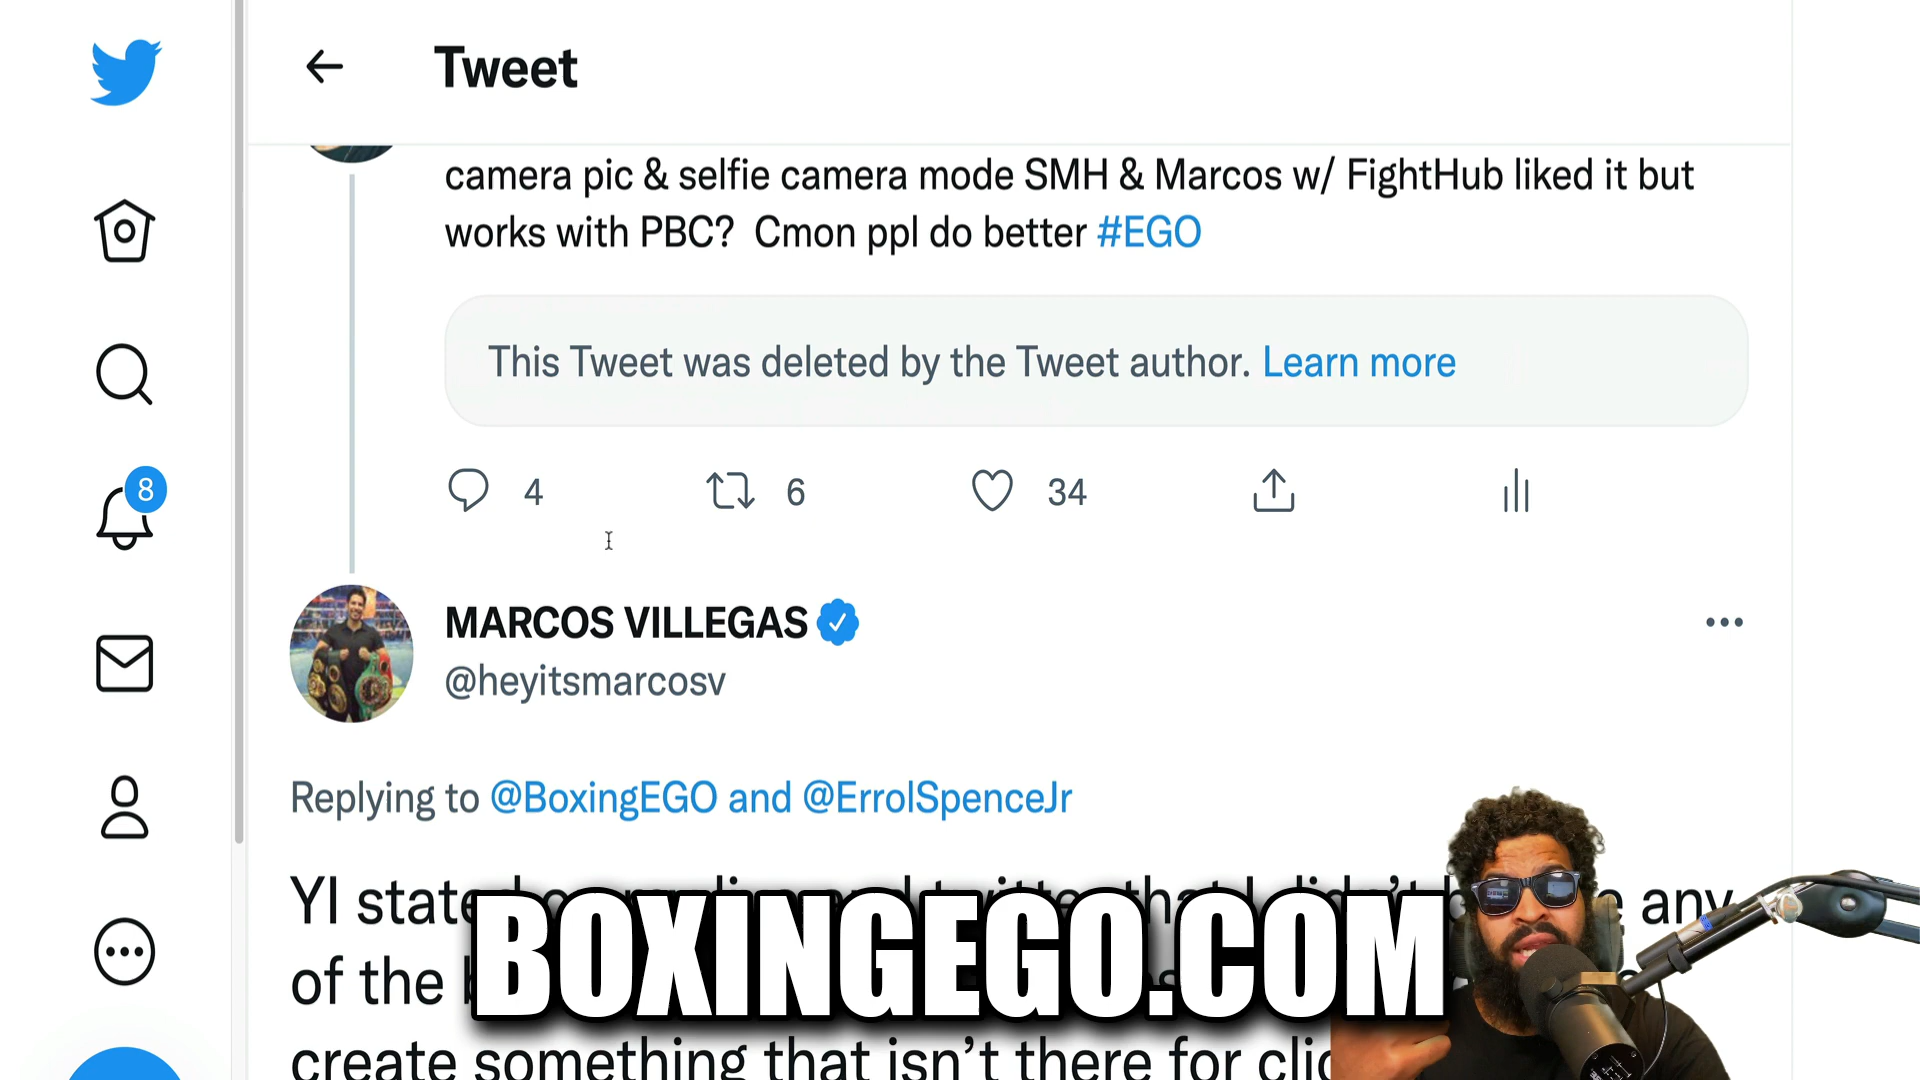 Tweet
camera pic & selfie camera mode SMH & Marcos w/ FightHub liked it but
works with PBC?  Cmon ppl do better #EGO
This Tweet was deleted by the Tweet author. Learn more
8
4 6 34
MARCOS VILLEGAS
@heyitsmarcosv
Replying to @BoxingEGO and @ErrolSpenceJr
YI state any
of the
BOXINGEGO.COM
create something that isn't there for